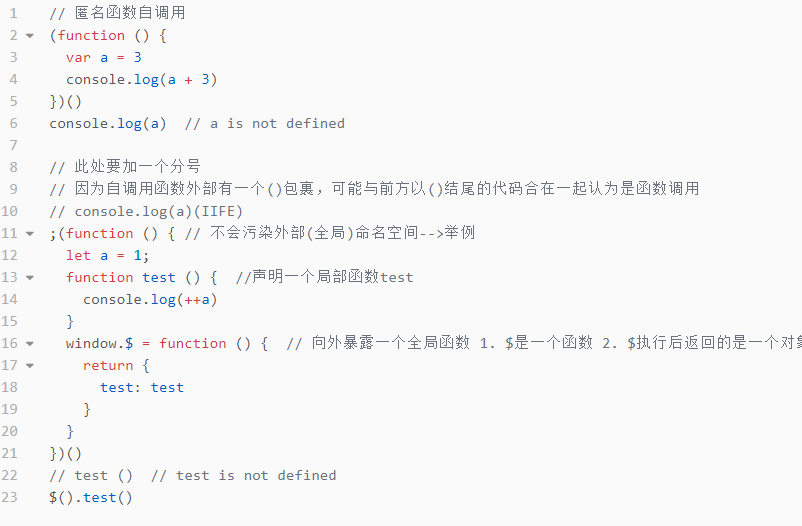 1 // 匿名函数自调用
2 (function () {
3   var a = 3
4   console.log(a + 3)
5 })()
6 console.log(a)  // a is not defined
7
8 // 此处要加一个分号
9 // 因为自调用函数外部有一个()包裹，可能与前方以()结尾的代码合在一起认为是函数调用
10 // console.log(a)(IIFE)
11 ;(function () { // 不会污染外部(全局)命名空间-->举例
12   let a = 1;
13   function test () {  //声明一个局部函数test
14     console.log(++a)
15   }
16   window.$ = function () {  // 向外暴露一个全局函数 1. $是一个函数 2. $执行后返回的是一个对
17     return {
18       test: test
19     }
20   }
21 })()
22 // test ()  // test is not defined
23 $().test()